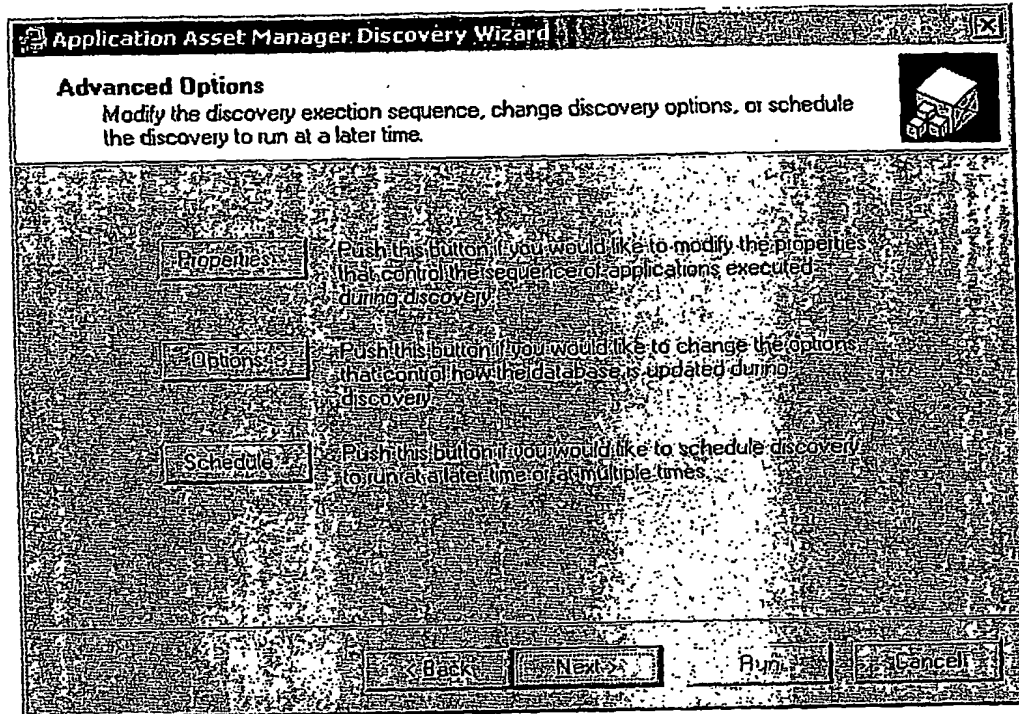 Application Asset Manager Discovery Wizard
Advanced Options
Modify the discovery exection sequence, change discovery options, or schedule
the discovery to run at a later time.
Properties...
Push this button if you would like to modify the properties
that control the sequence of applications executed
during discovery.
Options...
Push this button if you would like to change the options
that control how the database is updated during
discovery.
Schedule...
Push this button if you would like to schedule discovery
to run at a later time or at multiple times.
< Back
Next >
Run
Cancel